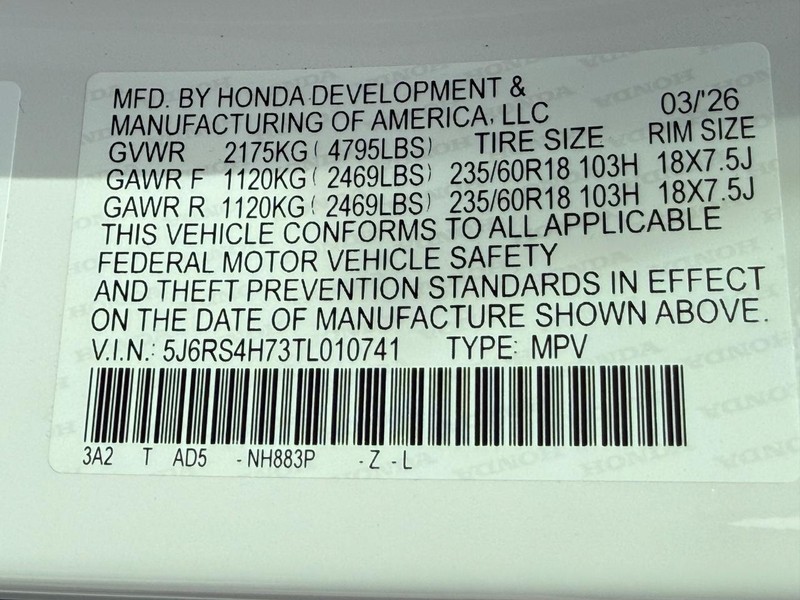 MFD. BY HONDA DEVELOPMENT &
MANUFACTURING OF AMERICA, LLC 03/'26
GVWR 2175KG ( 4795LBS) TIRE SIZE RIM SIZE
GAWR F 1120KG ( 2469LBS) 235/60R18 103H 18X7.5J
GAWR R 1120KG ( 2469LBS) 235/60R18 103H 18X7.5J
THIS VEHICLE CONFORMS TO ALL APPLICABLE
FEDERAL MOTOR VEHICLE SAFETY
AND THEFT PREVENTION STANDARDS IN EFFECT
ON THE DATE OF MANUFACTURE SHOWN ABOVE.
V.I.N.: 5J6RS4H73TL010741 TYPE: MPV
3A2 T AD5 -NH883P -Z -L